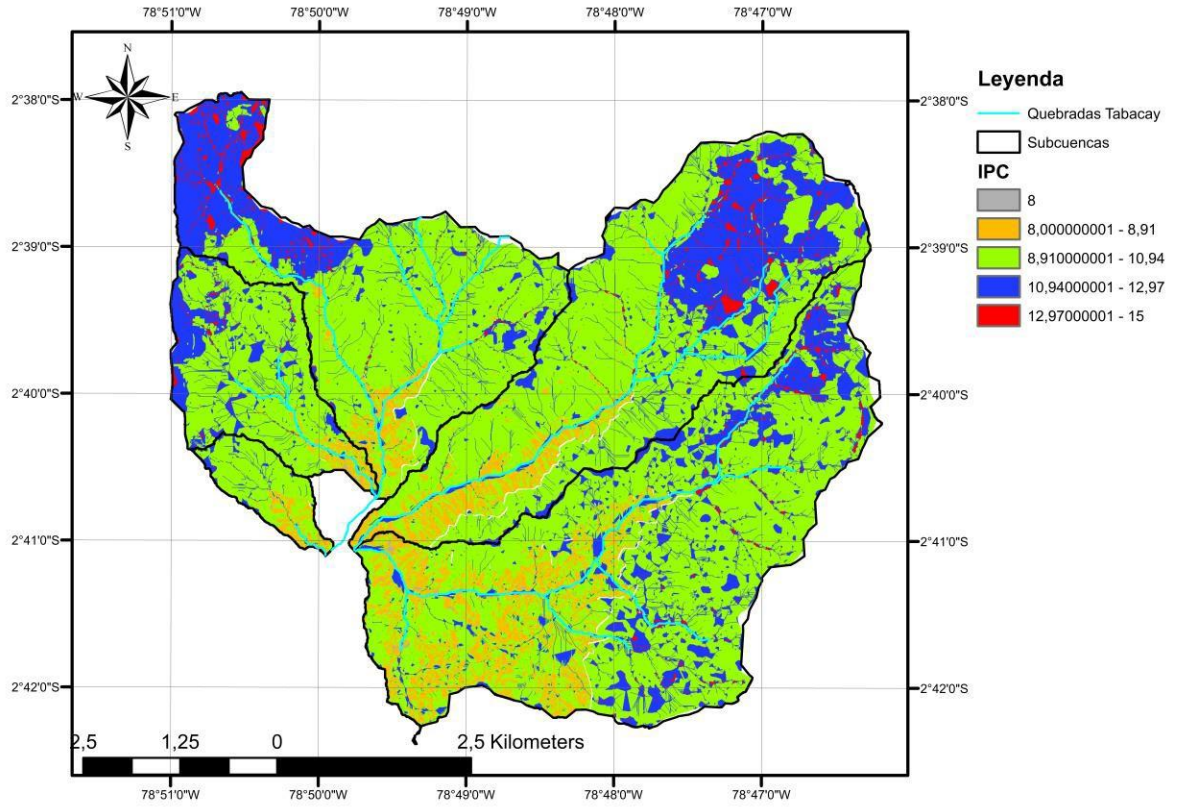 78°51'0"W 78°50'0"W 78°49'0"W 78°48'0"W 78°47'0"W
N
W E
S
2°38'0"S 2°38'0"S
2°39'0"S 2°39'0"S
2°40'0"S 2°40'0"S
2°41'0"S 2°41'0"S
2°42'0"S 2°42'0"S
2,5 1,25 0 2,5 Kilometers
78°51'0"W 78°50'0"W 78°49'0"W 78°48'0"W 78°47'0"W
Leyenda
Quebradas Tabacay
Subcuencas
IPC
8
8,000000001 - 8,91
8,910000001 - 10,94
10,94000001 - 12,97
12,97000001 - 15